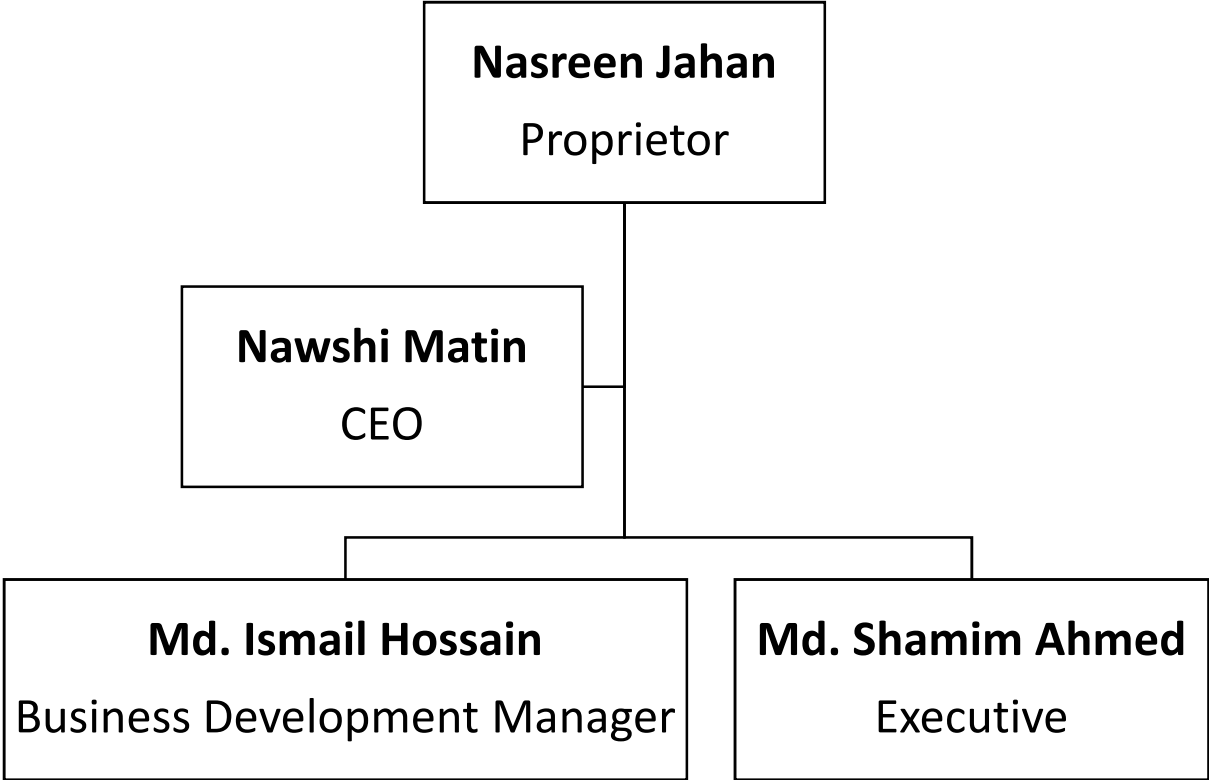 Nasreen Jahan
Proprietor
Nawshi Matin
CEO
Md. Ismail Hossain
Business Development Manager
Md. Shamim Ahmed
Executive